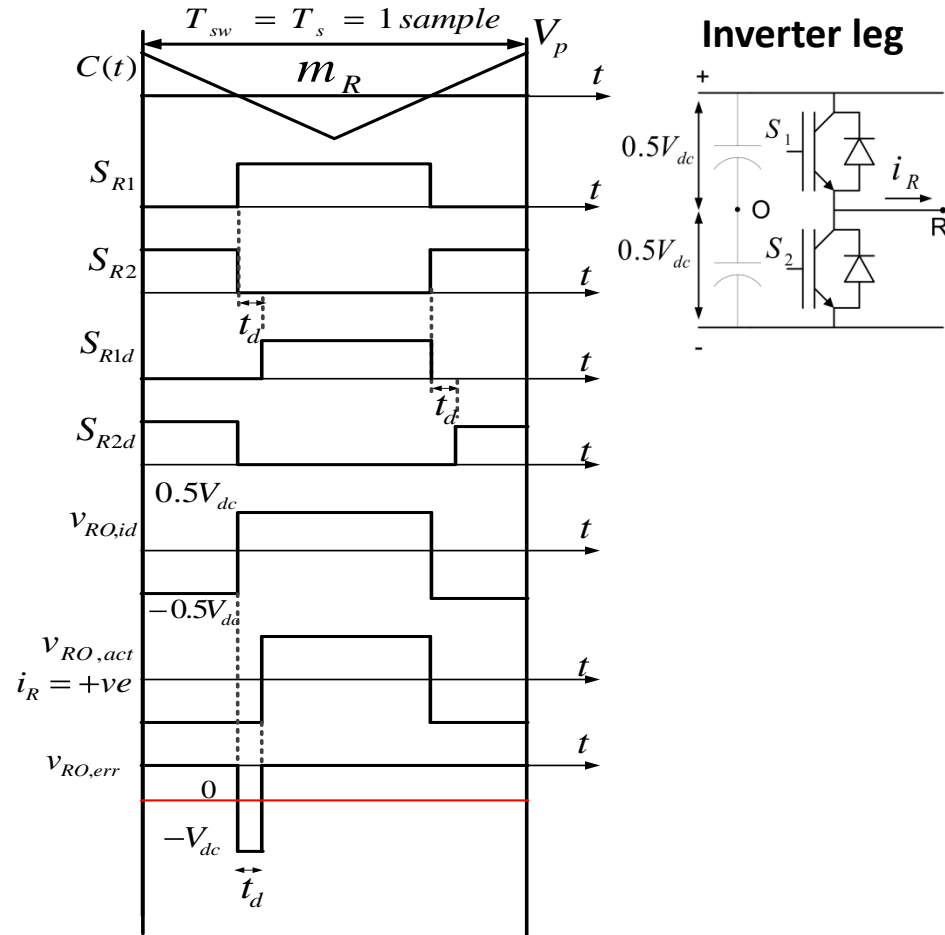 T_sw = T_s = 1 sample
V_p
C(t)
m_R
t
S_R1
t
S_R2
t
t_d
S_R1d
t
t_d
S_R2d
t
0.5V_dc
v_RO,id
t
−0.5V_dc
v_RO,act
i_R = +ve
t
v_RO,err
t
0
−V_dc
t_d
Inverter leg
+
0.5V_dc
S_1
i_R
O
R
0.5V_dc
S_2
-